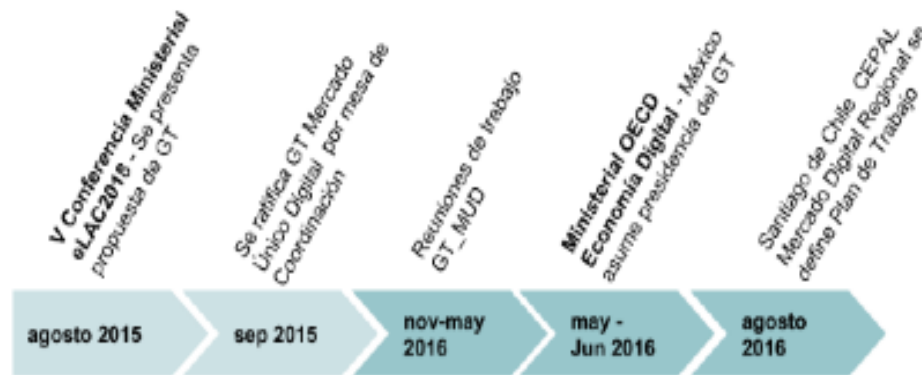 V Conferencia Ministerial
eLAC2018 - Se presenta
propuesta de GT
Se ratifica GT Mercado
Único Digital por mesa de
Coordinación
Reuniones de trabajo
GT_MUD
Ministerial OECD
Economía Digital - México
asume presidencia del GT
Santiago de Chile CEPAL
Mercado Digital Regional se
define Plan de Trabajo
agosto 2015
sep 2015
nov-may
2016
may -
Jun 2016
agosto
2016